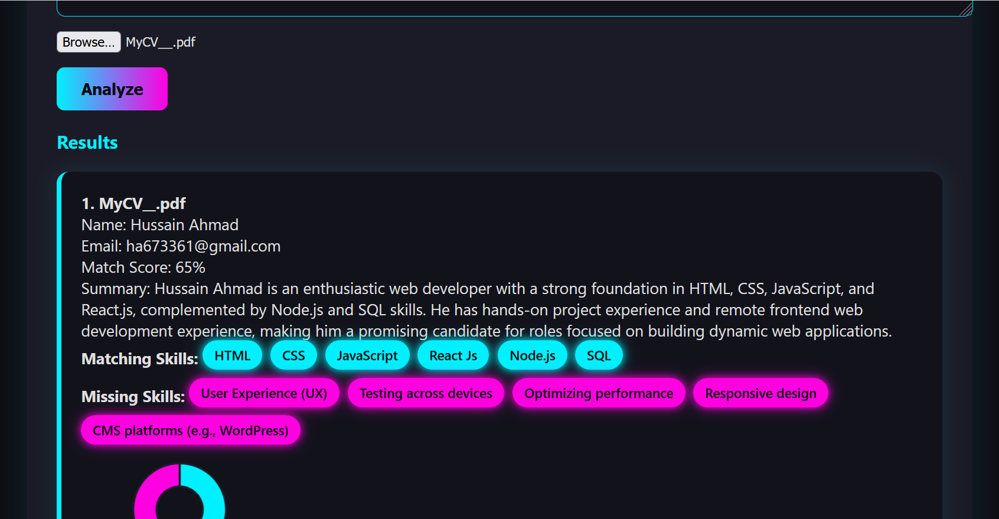 Browse... MyCV__.pdf
Analyze
Results
1. MyCV__.pdf
Name: Hussain Ahmad
Email: ha673361@gmail.com
Match Score: 65%
Summary: Hussain Ahmad is an enthusiastic web developer with a strong foundation in HTML, CSS, JavaScript, and
React.js, complemented by Node.js and SQL skills. He has hands-on project experience and remote frontend web
development experience, making him a promising candidate for roles focused on building dynamic web applications.
Matching Skills: HTML CSS JavaScript React Js Node.js SQL
Missing Skills: User Experience (UX) Testing across devices Optimizing performance Responsive design
CMS platforms (e.g., WordPress)